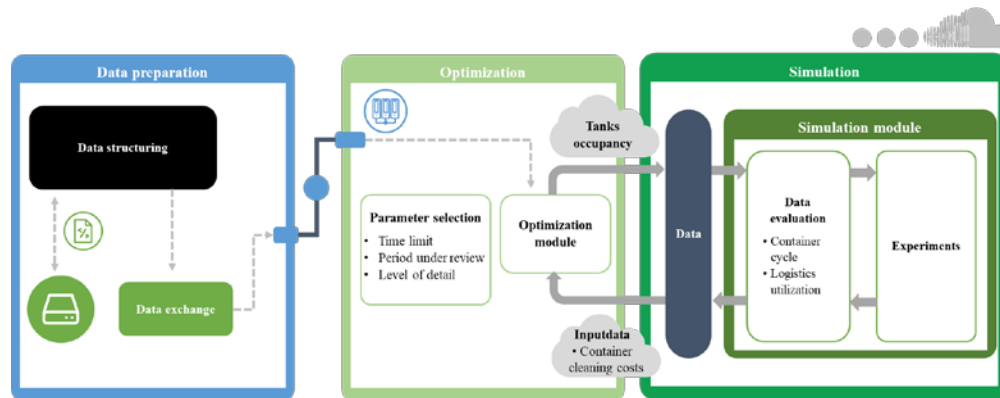 Data preparation
Data structuring
Data exchange
Optimization
Parameter selection
• Time limit
• Period under review
• Level of detail
Optimization
module
Tanks
occupancy
Inputdata
• Container
cleaning costs
Simulation
Data
Simulation module
Data
evaluation
• Container
cycle
• Logistics
utilization
Experiments